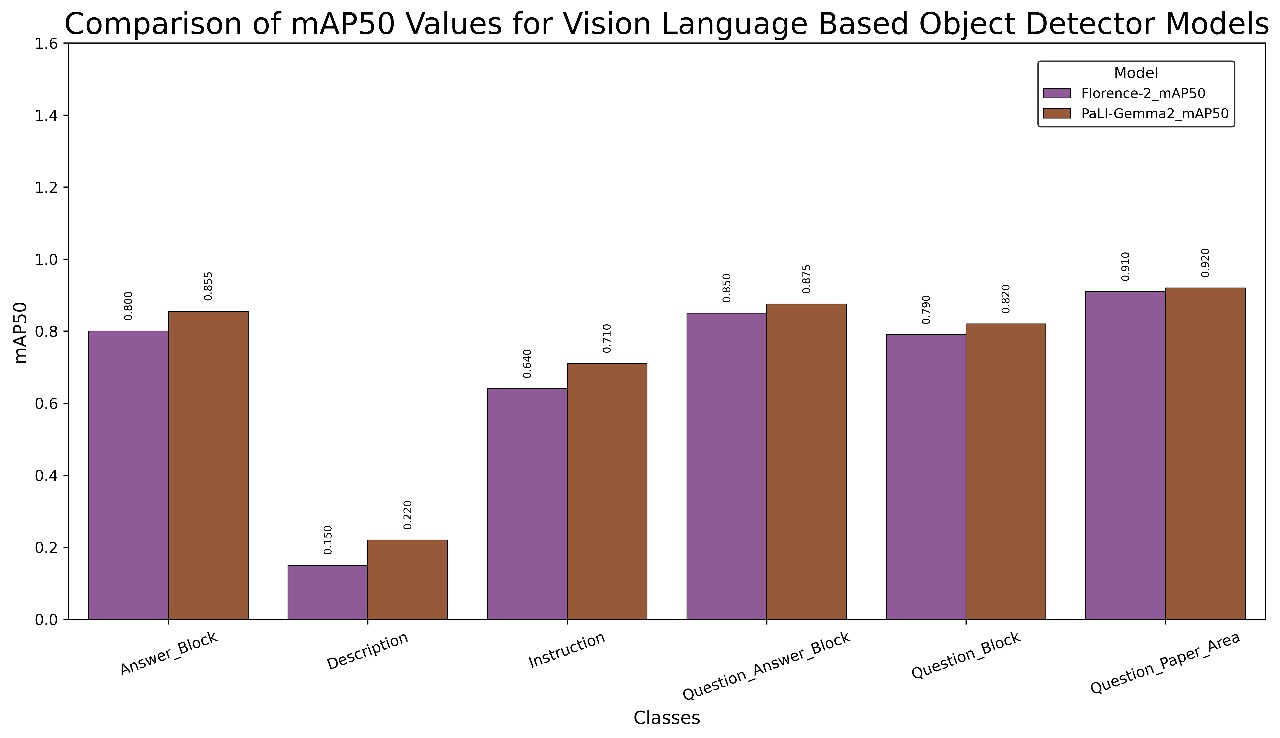 Comparison of mAP50 Values for Vision Language Based Object Detector Models
Model
Florence-2_mAP50
PaLI-Gemma2_mAP50
mAP50
1.6
1.4
1.2
1.0
0.8
0.6
0.4
0.2
0.0
0.800
0.855
0.150
0.220
0.640
0.710
0.850
0.875
0.790
0.820
0.910
0.920
Answer_Block
Description
Instruction
Question_Answer_Block
Question_Block
Question_Paper_Area
Classes